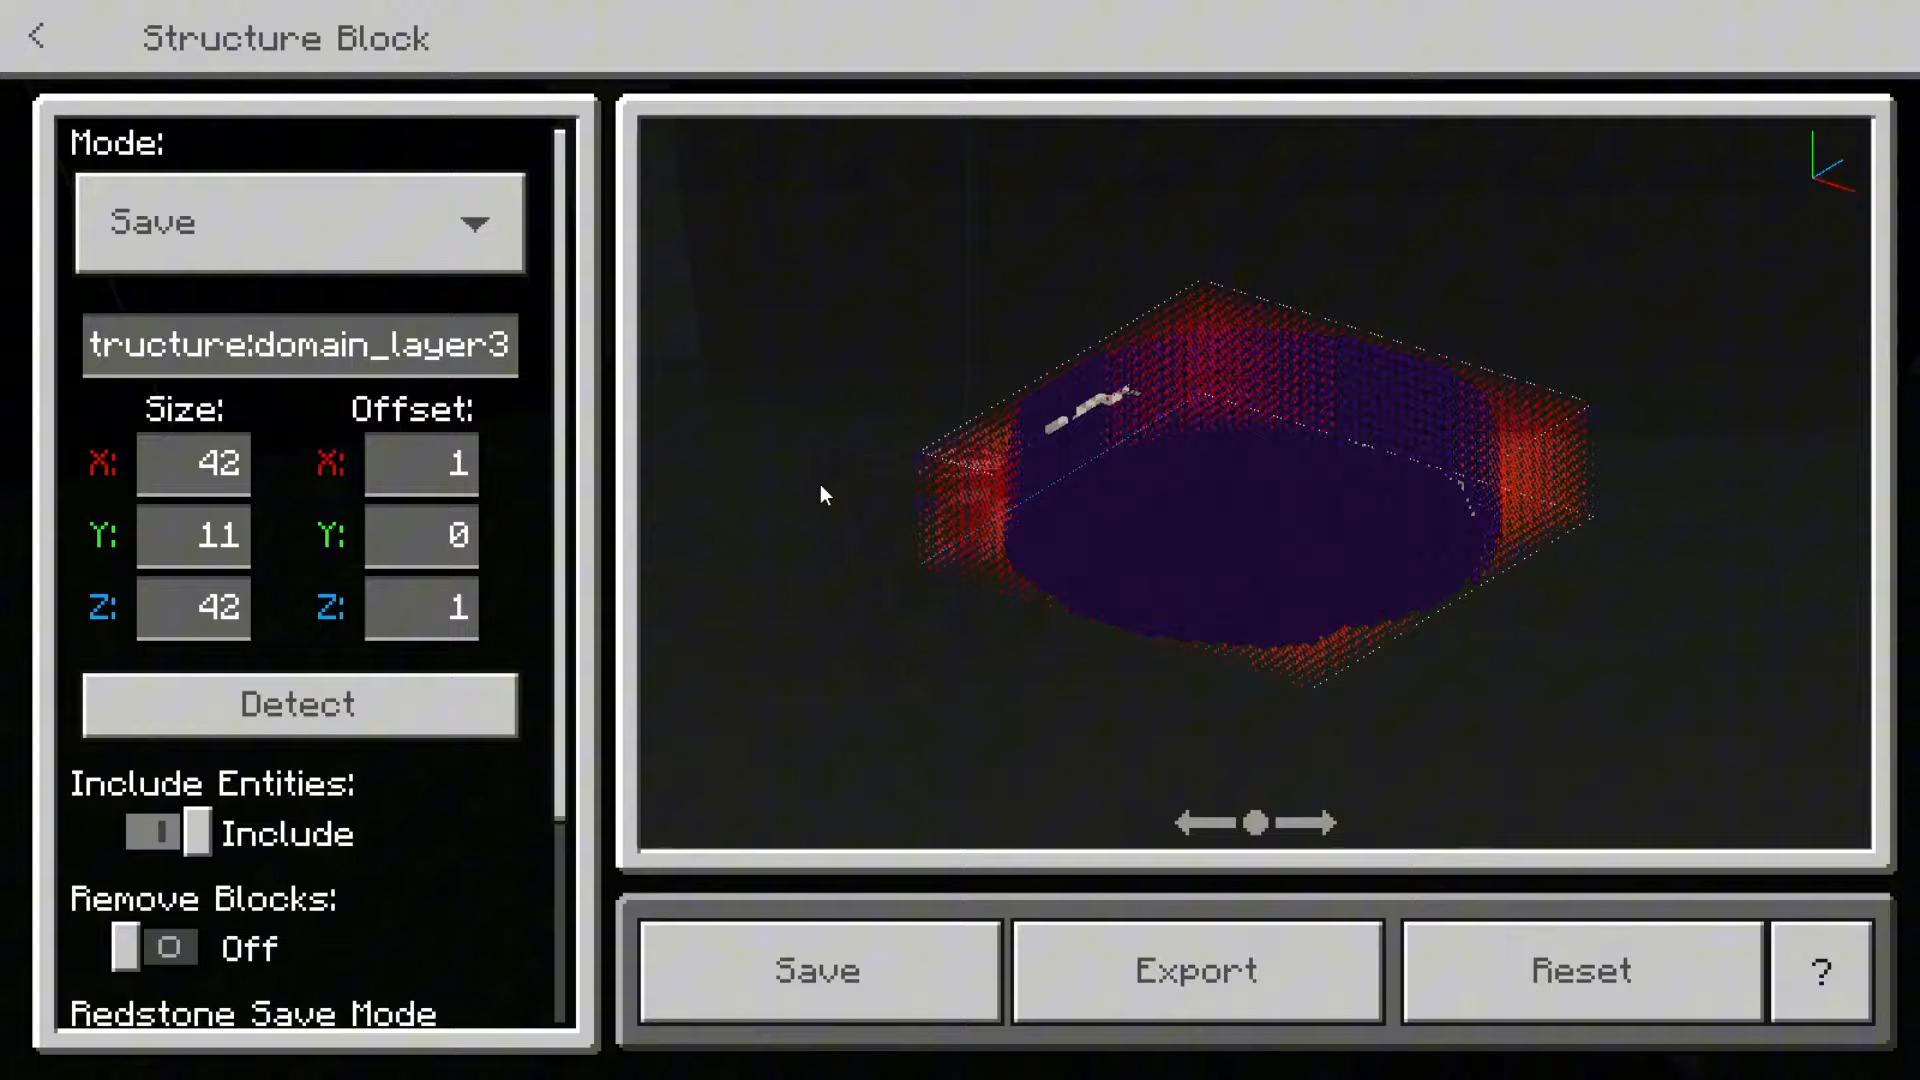 Structure Block
Mode:
Save
tructure:domain_layer3
Size: Offset:
X: 42 X: 1
Y: 11 Y: 0
Z: 42 Z: 1
Detect
Include Entities:
Include
Remove Blocks:
Off
Redstone Save Mode
Save Export Reset ?